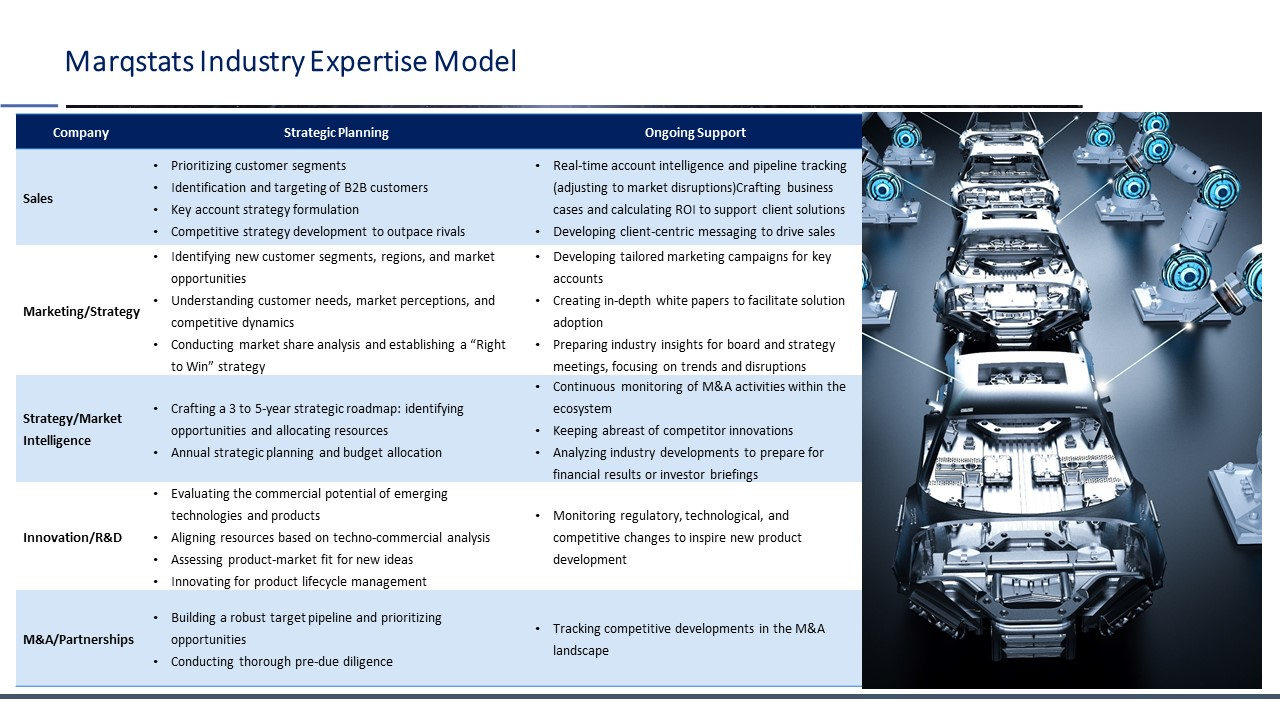 Marqstats Industry Expertise Model
Company
Strategic Planning
Ongoing Support
Sales
• Prioritizing customer segments
• Identification and targeting of B2B customers
• Key account strategy formulation
• Competitive strategy development to outpace rivals
• Real-time account intelligence and pipeline tracking
(adjusting to market disruptions)Crafting business
cases and calculating ROI to support client solutions
• Developing client-centric messaging to drive sales
Marketing/Strategy
• Identifying new customer segments, regions, and market
opportunities
• Understanding customer needs, market perceptions, and
competitive dynamics
• Conducting market share analysis and establishing a “Right
to Win” strategy
• Developing tailored marketing campaigns for key
accounts
• Creating in-depth white papers to facilitate solution
adoption
• Preparing industry insights for board and strategy
meetings, focusing on trends and disruptions
Strategy/Market
Intelligence
• Crafting a 3 to 5-year strategic roadmap: identifying
opportunities and allocating resources
• Annual strategic planning and budget allocation
• Continuous monitoring of M&A activities within the
ecosystem
• Keeping abreast of competitor innovations
• Analyzing industry developments to prepare for
financial results or investor briefings
Innovation/R&D
• Evaluating the commercial potential of emerging
technologies and products
• Aligning resources based on techno-commercial analysis
• Assessing product-market fit for new ideas
• Innovating for product lifecycle management
• Monitoring regulatory, technological, and
competitive changes to inspire new product
development
M&A/Partnerships
• Building a robust target pipeline and prioritizing
opportunities
• Conducting thorough pre-due diligence
• Tracking competitive developments in the M&A
landscape